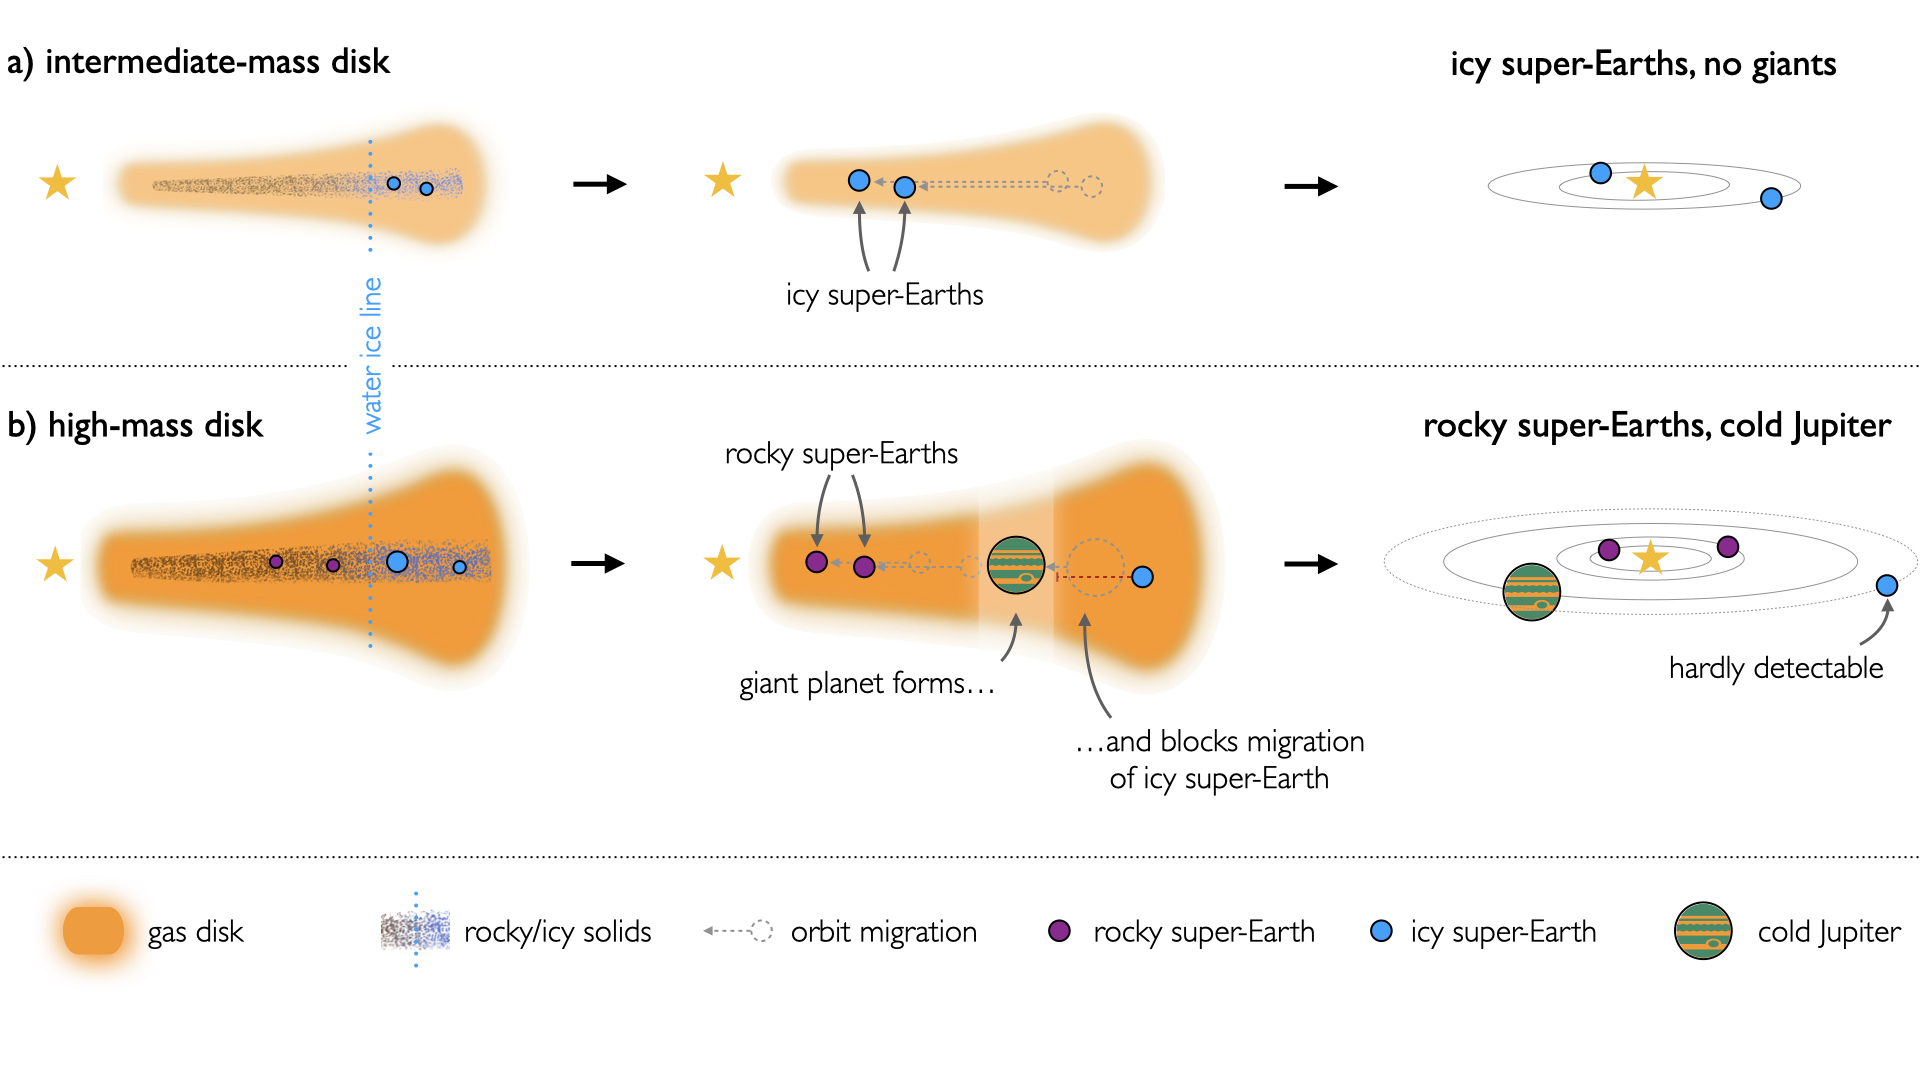 a) intermediate-mass disk
icy super-Earths, no giants
icy super-Earths
water ice line
b) high-mass disk
rocky super-Earths, cold Jupiter
rocky super-Earths
giant planet forms…
…and blocks migration
of icy super-Earth
hardly detectable
gas disk
rocky/icy solids
orbit migration
rocky super-Earth
icy super-Earth
cold Jupiter